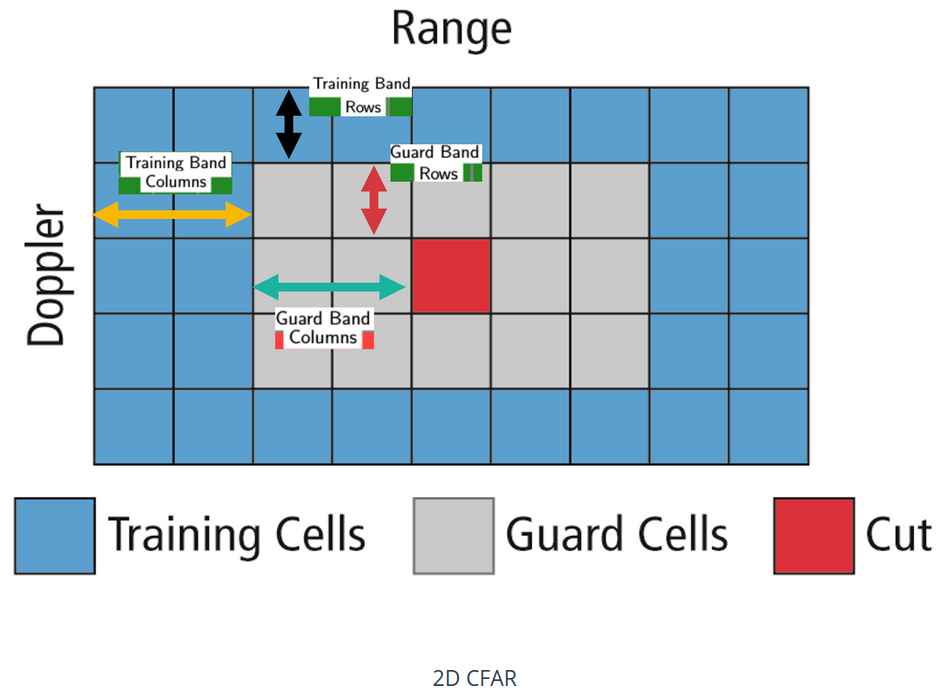 Range
Training Band
Rows
Guard Band
Rows
Training Band
Columns
Doppler
Guard Band
Columns
Training Cells
Guard Cells
Cut
2D CFAR